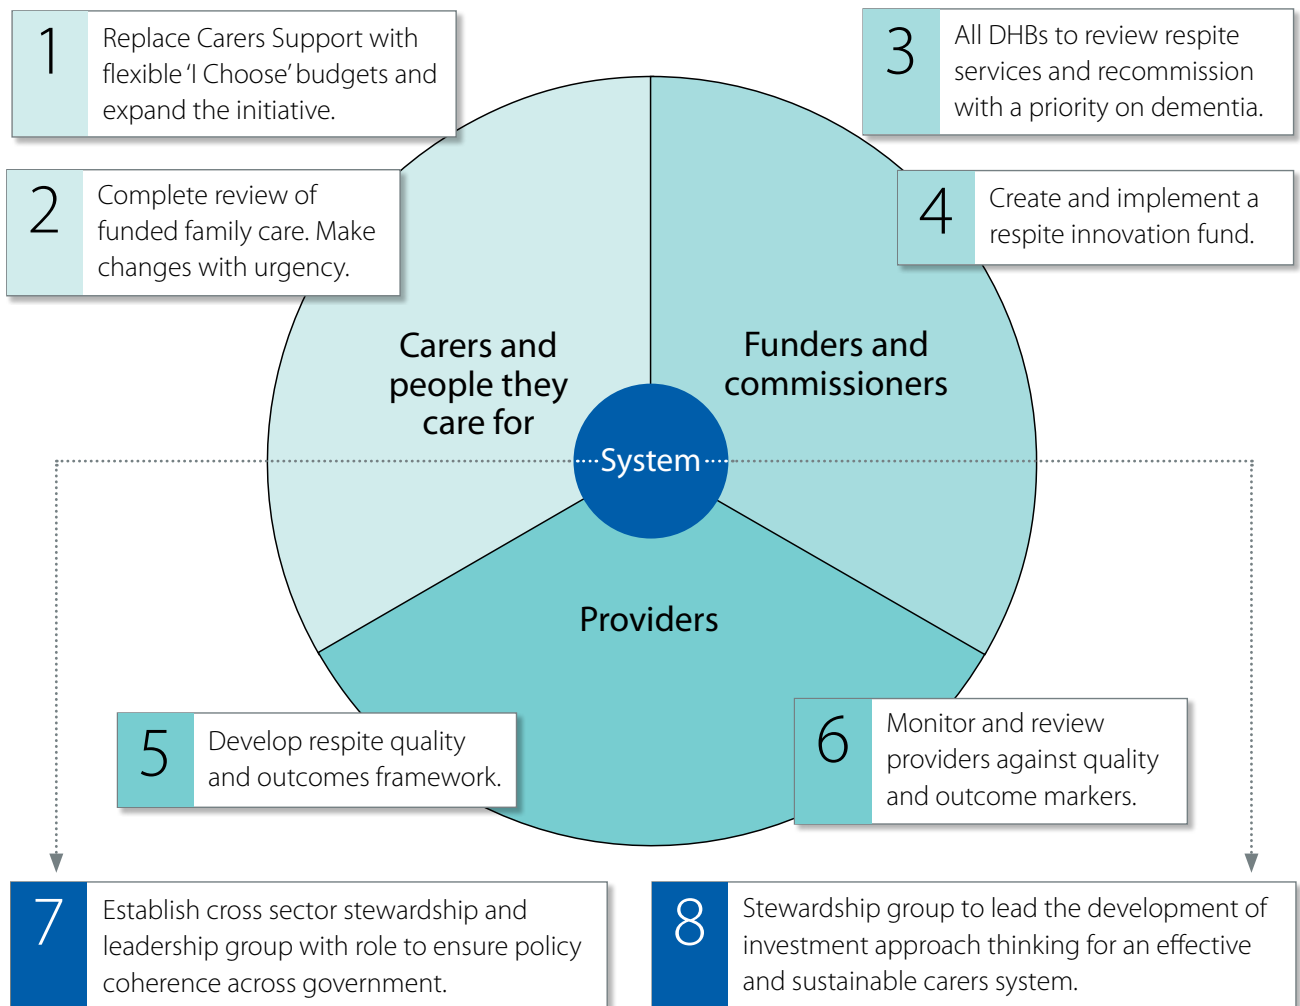 1
Replace Carers Support with
flexible ‘I Choose’ budgets and
expand the initiative.
2
Complete review of
funded family care. Make
changes with urgency.
3
All DHBs to review respite
services and recommission
with a priority on dementia.
4
Create and implement a
respite innovation fund.
Carers and
people they
care for
Funders and
commissioners
System
Providers
5
Develop respite quality
and outcomes framework.
6
Monitor and review
providers against quality
and outcome markers.
7
Establish cross sector stewardship and
leadership group with role to ensure policy
coherence across government.
8
Stewardship group to lead the development of
investment approach thinking for an effective
and sustainable carers system.